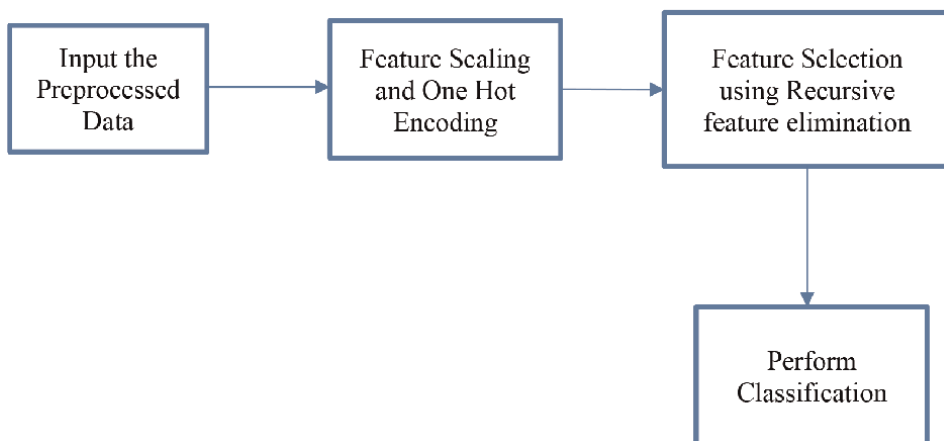 Input the
Preprocessed
Data
Feature Scaling
and One Hot
Encoding
Feature Selection
using Recursive
feature elimination
Perform
Classification